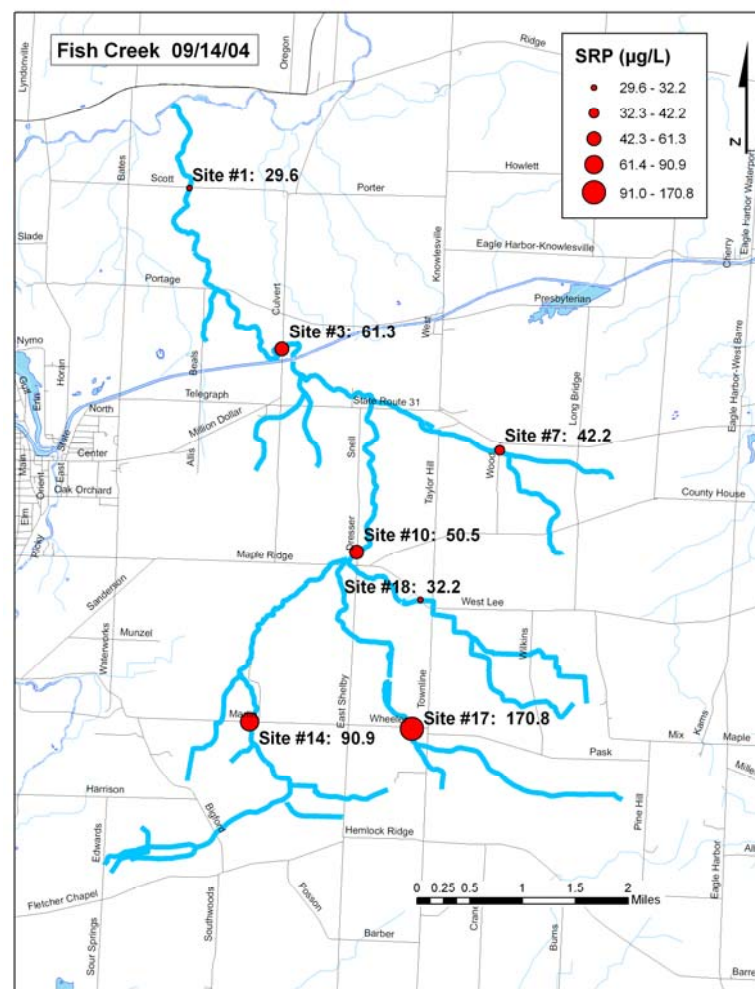 Fish Creek 09/14/04
Lyndonville
Oregon
Ridge
SRP (µg/L)
29.6 - 32.2
32.3 - 42.2
42.3 - 61.3
61.4 - 90.9
91.0 - 170.8
N
Bates
Scott
Site #1: 29.6
Porter
Howlett
Eagle Harbor Waterport
Slade
Knowlesville
Eagle Harbor-Knowlesville
Cherry
Portage
Culvert
Presbyterian
West
Site #3: 61.3
Nymo
Horan
Beals
Erin
Telegraph
State Route 31
Long Bridge
Eagle Harbor-West Barre
North
Million Dollar
State
Center
Allis
Snell
Taylor Hill
Wood
Site #7: 42.2
Main
Orient
East
Oak Orchard
County House
Elm
Ricky
Presser
Site #10: 50.5
Maple Ridge
Sanderson
Site #18: 32.2
West Lee
Munzel
Waterworks
Wilkins
East Shelby
Townline
Kams
Wheeler
Site #17: 170.8
Site #14: 90.9
Mix
Maple
Pask
Harrison
Bigford
Pine Hill
Edwards
Hemlock Ridge
Eagle Harbor
Fletcher Chapel
Posson
0 0.25 0.5 1 1.5 2
Miles
Sour Springs
Southwoods
Barber
Burns